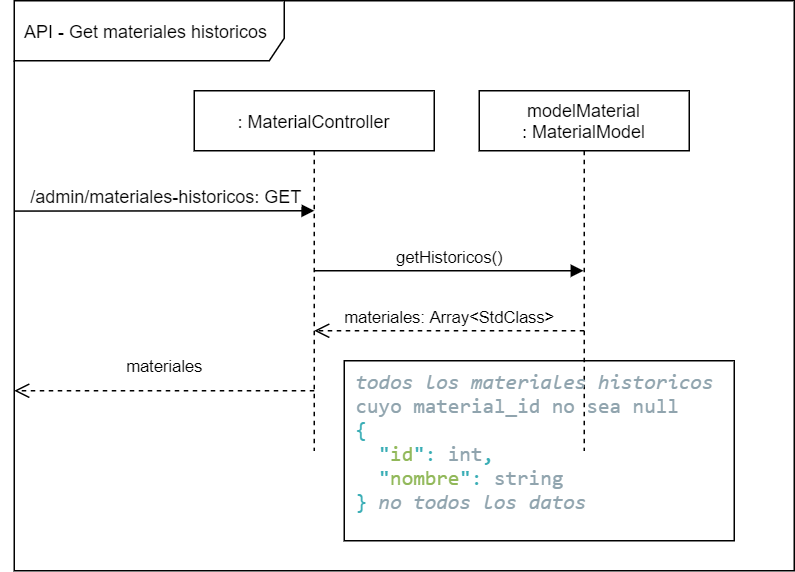 API - Get materiales historicos
: MaterialController
modelMaterial
: MaterialModel
/admin/materiales-historicos: GET
getHistoricos()
materiales: Array<StdClass>
materiales
todos los materiales historicos
cuyo material_id no sea null
{
"id": int,
"nombre": string
} no todos los datos